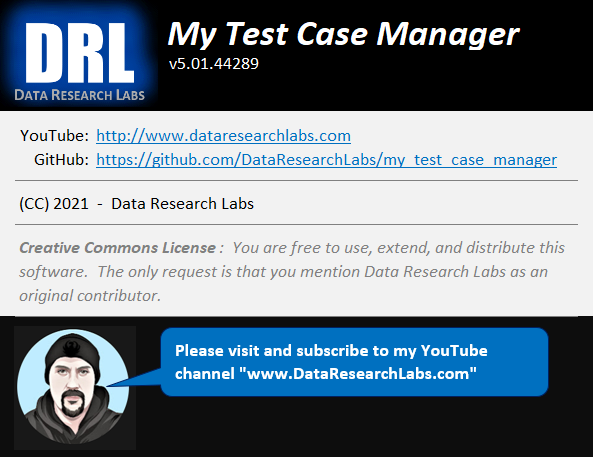 DRL
DATA RESEARCH LABS
My Test Case Manager
v5.01.44289
YouTube: http://www.dataresearchlabs.com
GitHub: https://github.com/DataResearchLabs/my_test_case_manager
(CC) 2021 - Data Research Labs
Creative Commons License : You are free to use, extend, and distribute this
software. The only request is that you mention Data Research Labs as an
original contributor.
Please visit and subscribe to my YouTube
channel "www.DataResearchLabs.com"